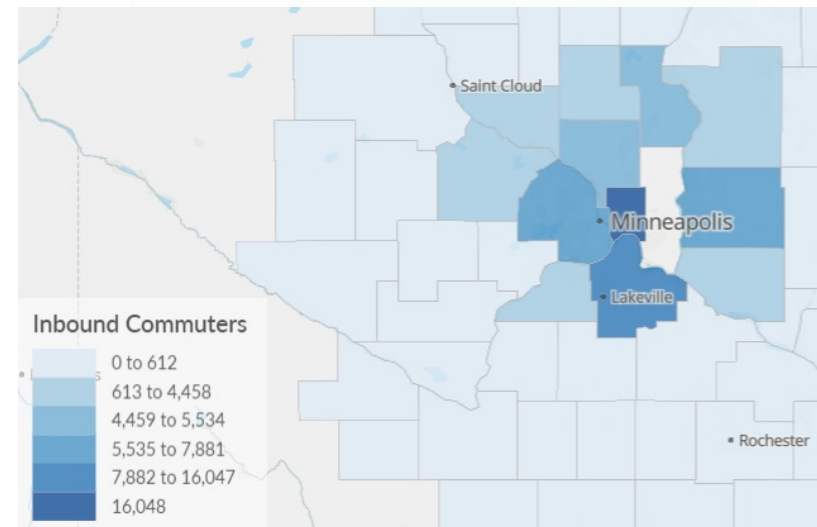 Saint Cloud
Minneapolis
Lakeville
Inbound Commuters
0 to 612
613 to 4,458
4,459 to 5,534
5,535 to 7,881
7,882 to 16,047
16,048
Rochester